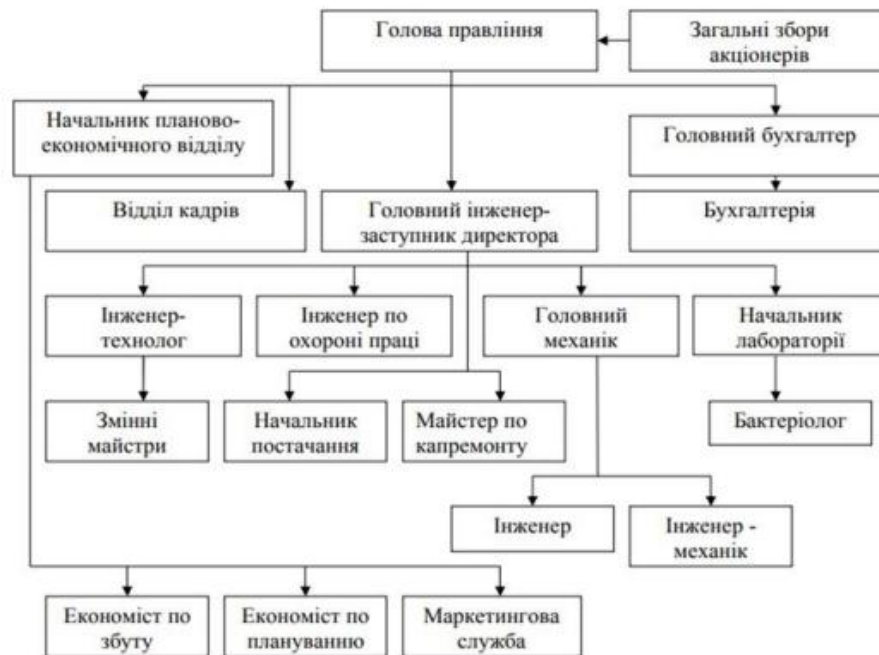 Голова правління
Загальні збори
акціонерів
Начальник планово-
економічного відділу
Головний бухгалтер
Відділ кадрів
Головний інженер-
заступник директора
Бухгалтерія
Інженер-
технолог
Інженер по
охороні праці
Головний
механік
Начальник
лабораторії
Змінні
майстри
Начальник
постачання
Майстер по
капремонту
Бактеріолог
Інженер
Інженер -
механік
Економіст по
збуту
Економіст по
плануванню
Маркетингова
служба